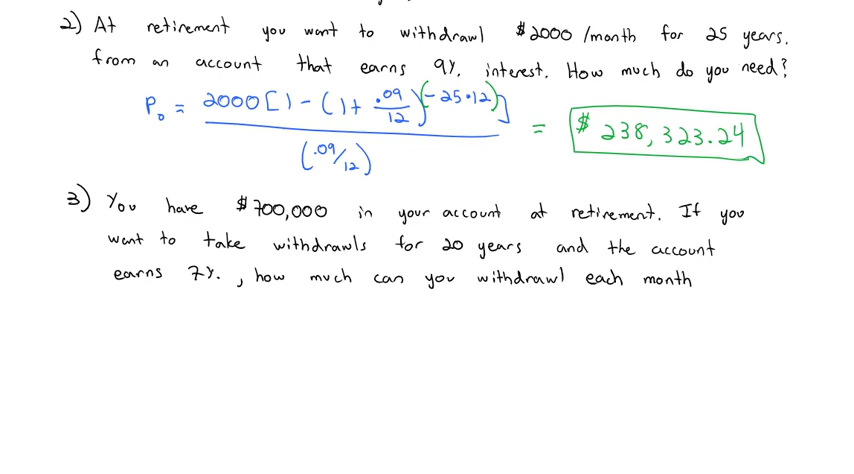 2) At retirement you want to withdrawl $2000/month for 25 years.
from an account that earns 9% interest. How much do you need?
P₀ = 2000[1 - (1 + .09/12)^(-25·12)] / (.09/12) = $238,323.24
3) You have $700,000 in your account at retirement. If you
want to take withdrawls for 20 years and the account
earns 7%, how much can you withdrawl each month